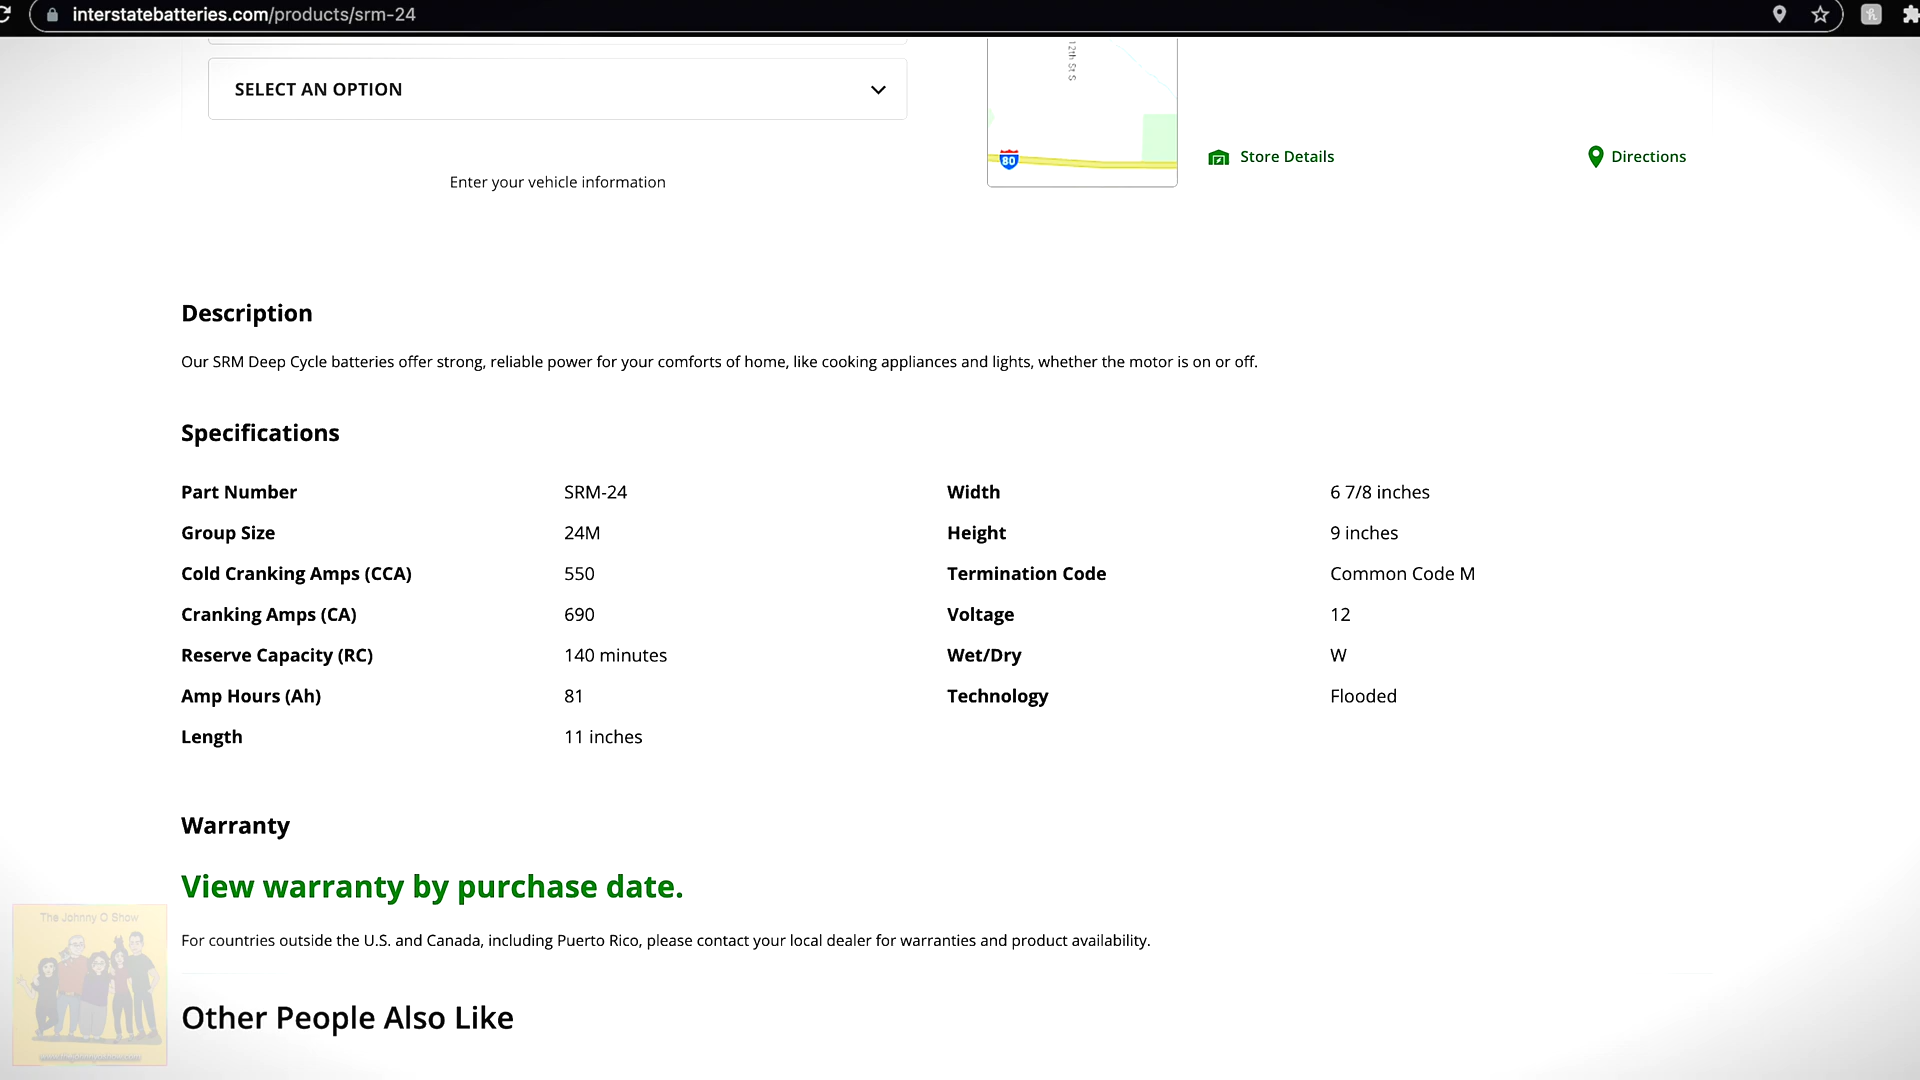 interstatebatteries.com/products/srm-24
SELECT AN OPTION
12th St S
80
Store Details
Directions
Enter your vehicle information
Description
Our SRM Deep Cycle batteries offer strong, reliable power for your comforts of home, like cooking appliances and lights, whether the motor is on or off.
Specifications
Part Number SRM-24 Width 6 7/8 inches
Group Size 24M Height 9 inches
Cold Cranking Amps (CCA) 550 Termination Code Common Code M
Cranking Amps (CA) 690 Voltage 12
Reserve Capacity (RC) 140 minutes Wet/Dry W
Amp Hours (Ah) 81 Technology Flooded
Length 11 inches
Warranty
View warranty by purchase date.
For countries outside the U.S. and Canada, including Puerto Rico, please contact your local dealer for warranties and product availability.
The Johnny O Show
Other People Also Like